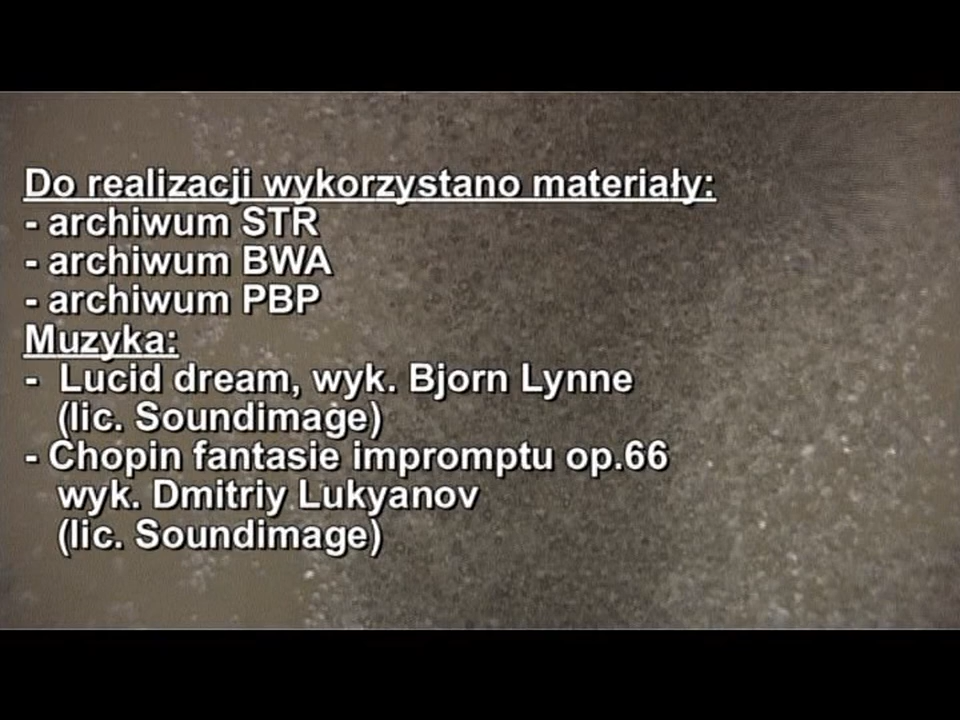 Do realizacji wykorzystano materiały:
- archiwum STR
- archiwum BWA
- archiwum PBP
Muzyka:
- Lucid dream, wyk. Bjorn Lynne
(lic. Soundimage)
- Chopin fantasie impromptu op.66
wyk. Dmitriy Lukyanov
(lic. Soundimage)